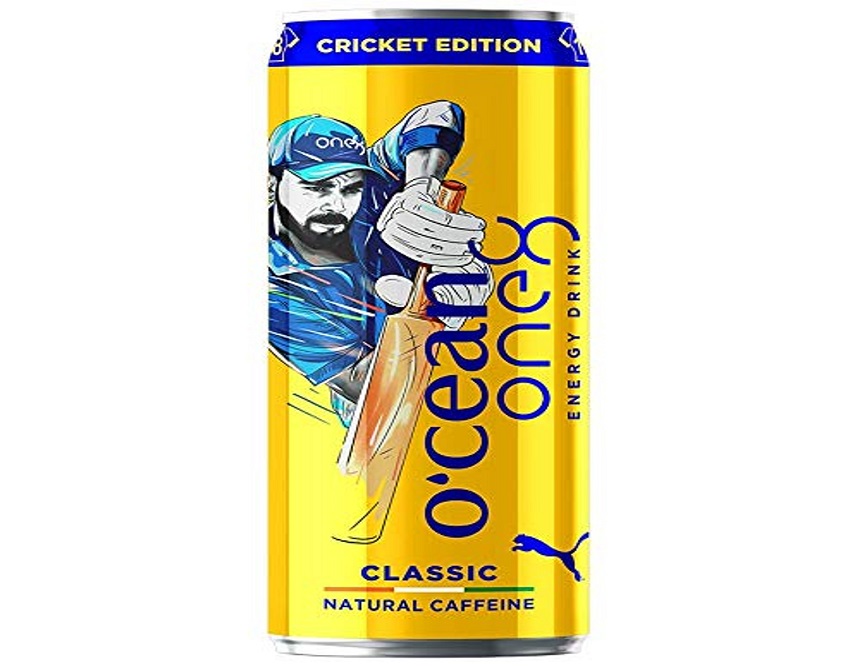 CRICKET EDITION
one8
o'cean
one8
ENERGY DRINK
CLASSIC
NATURAL CAFFEINE